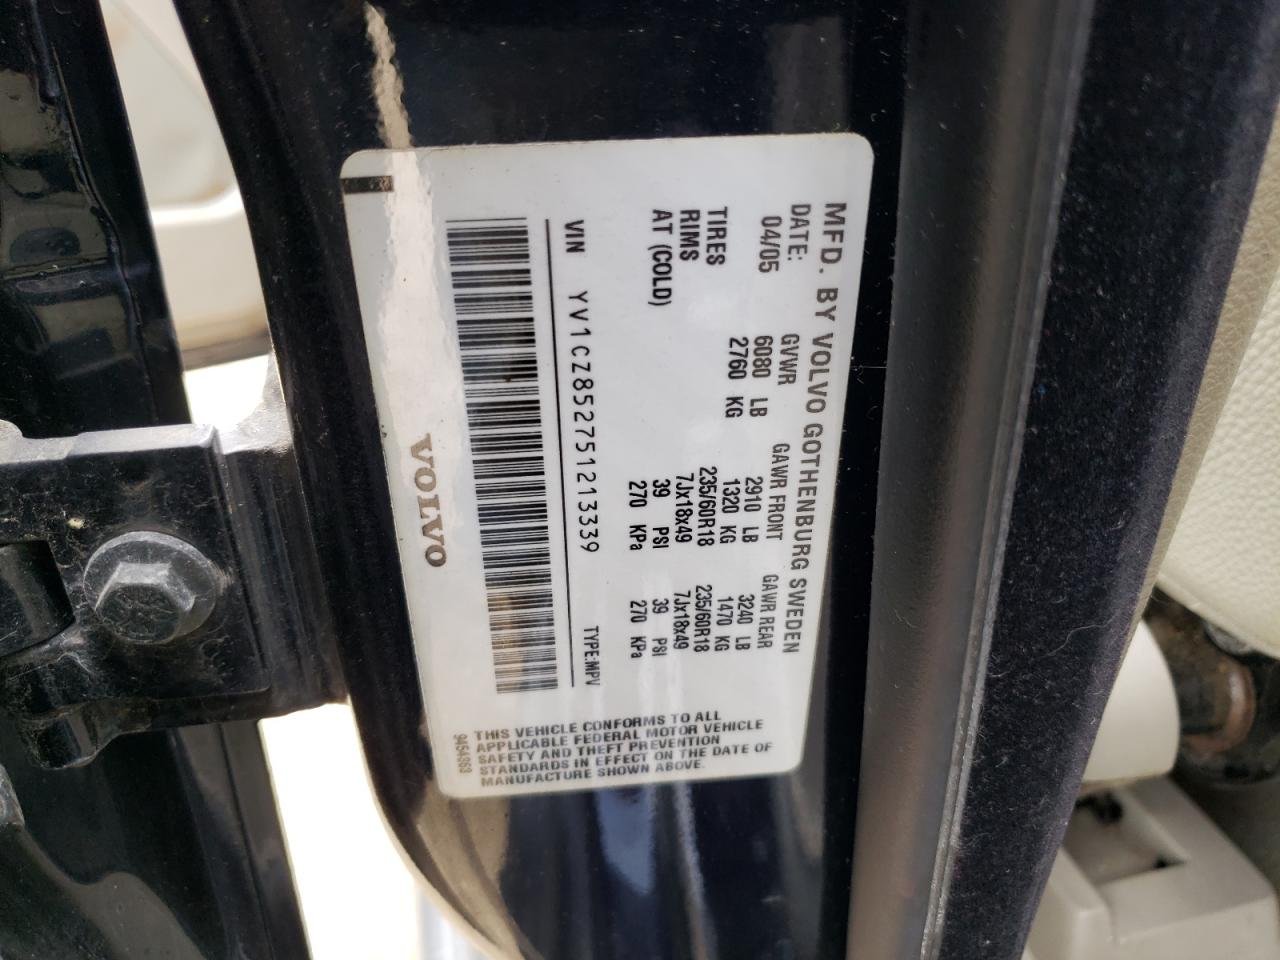 MFD. BY VOLVO GOTHENBURG SWEDEN
DATE: GVWR GAWR FRONT GAWR REAR
04/05 6080 LB 2910 LB 3240 LB
2760 KG 1320 KG 1470 KG
TIRES 235/60R18 235/60R18
RIMS 7Jx18x49 7Jx18x49
AT (COLD) 39 PSI 39 PSI
270 KPa 270 KPa
VIN YV1CZ852751213339 TYPE:MPV
VOLVO
THIS VEHICLE CONFORMS TO ALL
APPLICABLE FEDERAL MOTOR VEHICLE
SAFETY AND THEFT PREVENTION
STANDARDS IN EFFECT ON THE DATE OF
MANUFACTURE SHOWN ABOVE.
9454868